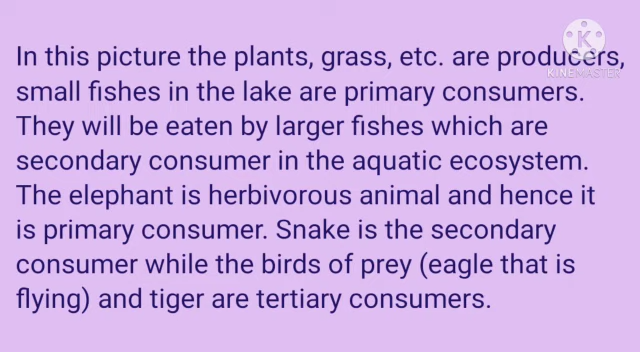 In this picture the plants, grass, etc. are producers,
small fishes in the lake are primary consumers.
They will be eaten by larger fishes which are
secondary consumer in the aquatic ecosystem.
The elephant is herbivorous animal and hence it
is primary consumer. Snake is the secondary
consumer while the birds of prey (eagle that is
flying) and tiger are tertiary consumers.
K
KINEMASTER